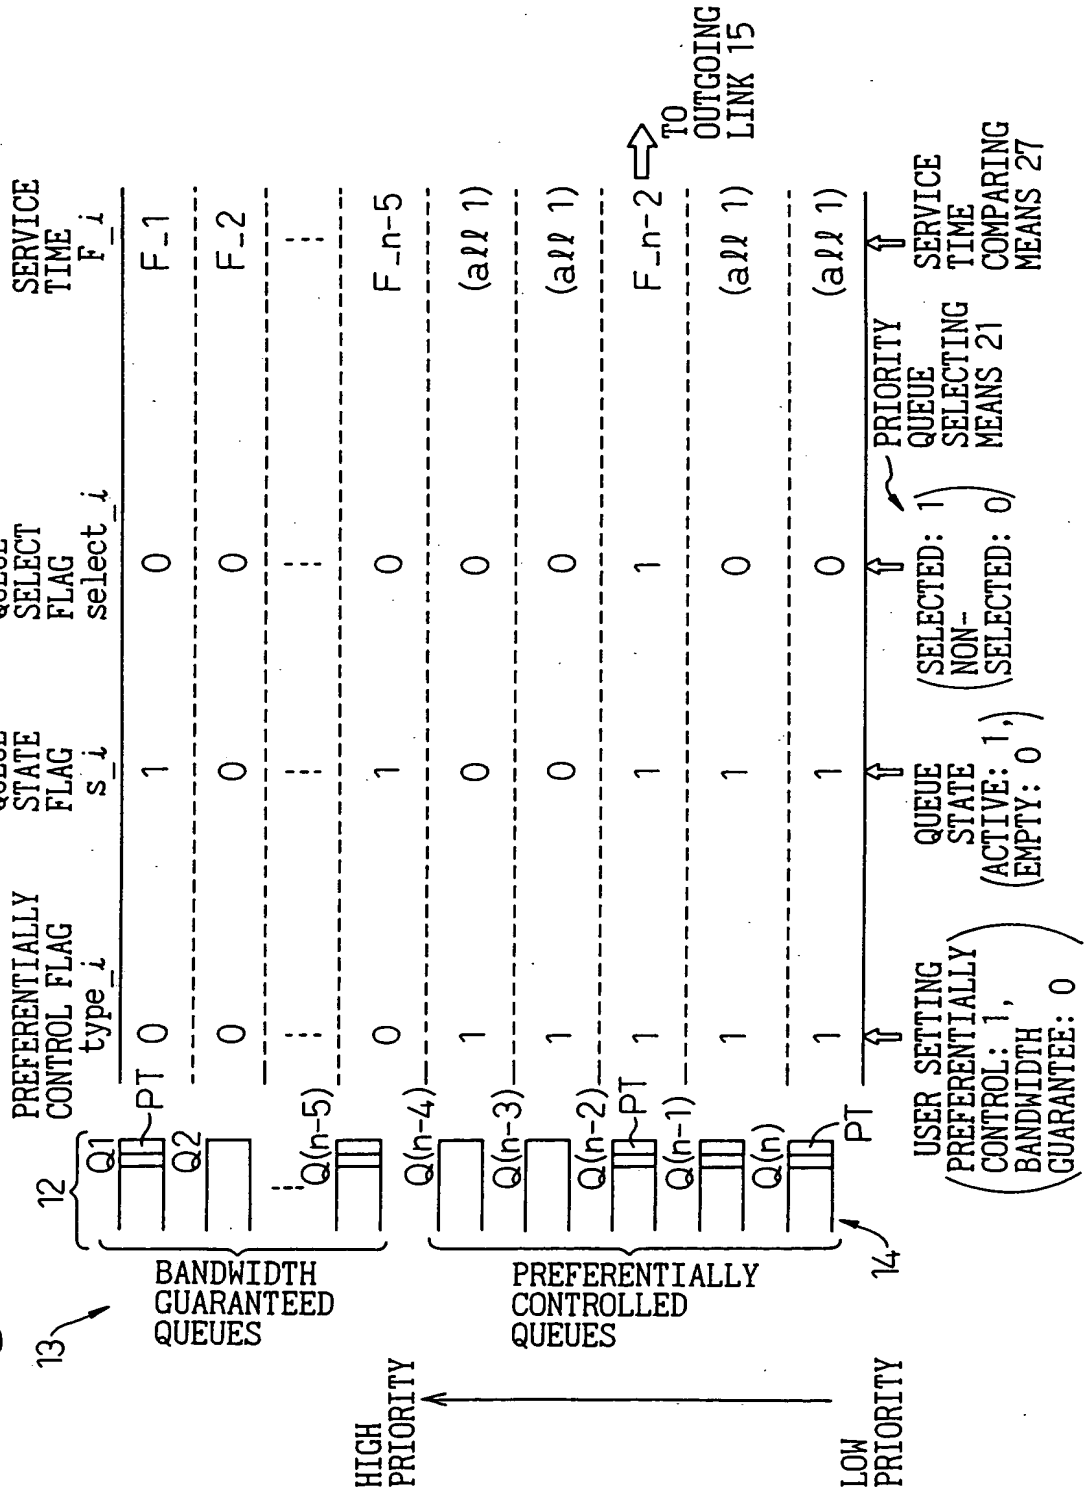 12
13
Q1
PT
Q2
Q(n-5)
Q(n-4)
Q(n-3)
Q(n-2)
PT
Q(n-1)
Q(n)
PT
14
BANDWIDTH
GUARANTEED
QUEUES
PREFERENTIALLY
CONTROLLED
QUEUES
HIGH
PRIORITY
LOW
PRIORITY
PREFERENTIALLY
CONTROL FLAG
type_i
0
0
0
1
1
1
1
1
USER SETTING
(PREFERENTIALLY
CONTROL: 1,
BANDWIDTH
GUARANTEE: 0)
STATE
FLAG
s_i
1
0
1
0
0
1
1
1
QUEUE
STATE
(ACTIVE: 1,
EMPTY: 0)
SELECT
FLAG
select_i
0
0
0
0
0
1
0
0
(SELECTED: 1
NON-
SELECTED: 0)
PRIORITY
QUEUE
SELECTING
MEANS 21
SERVICE
TIME
F_i
F_1
F_2
F_n-5
(all 1)
(all 1)
F_n-2
(all 1)
(all 1)
TO
OUTGOING
LINK 15
SERVICE
TIME
COMPARING
MEANS 27